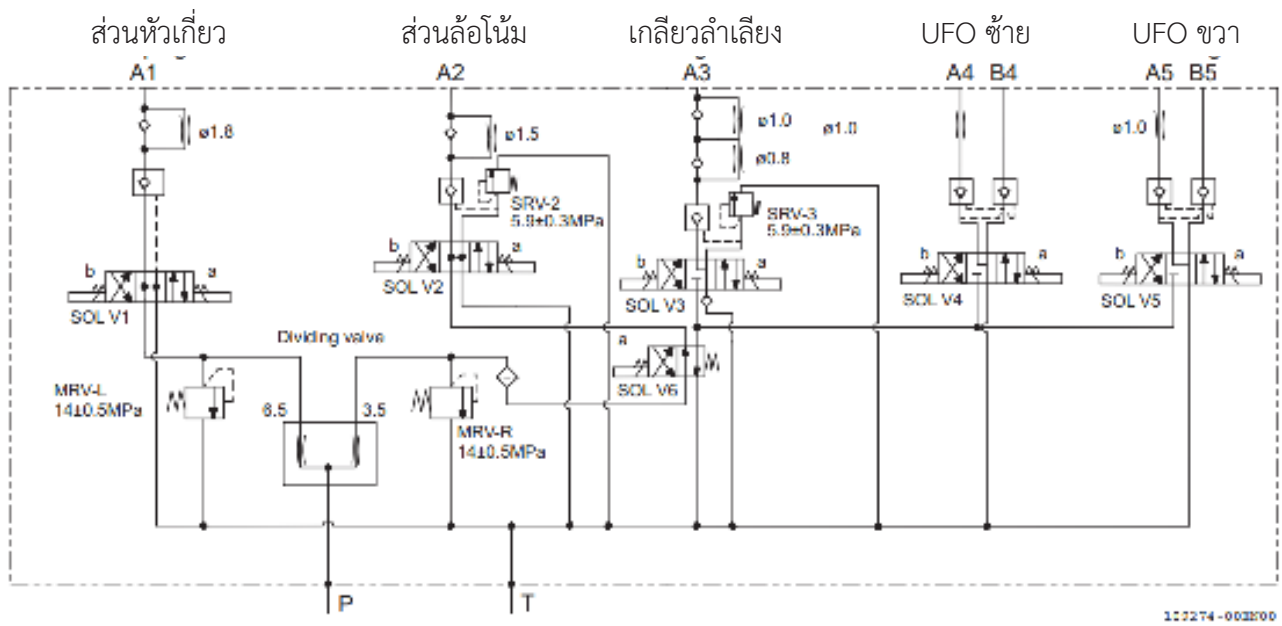 ส่วนหัวเกี่ยว ส่วนล้อโน้ม เกลียวลำเลียง UFO ซ้าย UFO ขวา
A1 A2 A3 A4 B4 A5 B5
ø1.8 ø1.5 ø1.0 ø1.0 ø1.0
ø0.8
SRV-2
5.9±0.3MPa
SRV-3
5.9±0.3MPa
b a b a b a b a b a
SOL V1 SOL V2 SOL V3 SOL V4 SOL V5
Dividing valve
a
SOL V6
MRV-L
14±0.5MPa
6.5 3.5
MRV-R
14±0.5MPa
P T